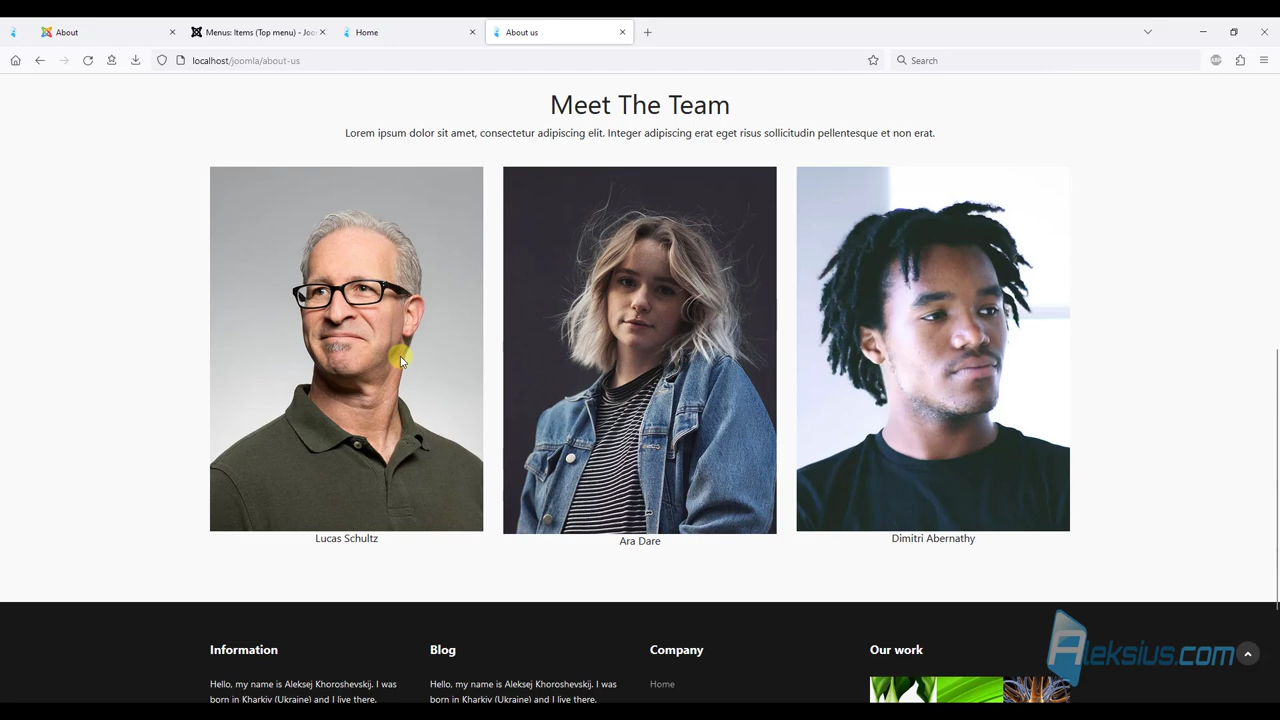 About
Menus: Items (Top menu) - Joo
Home
About us
localhost/joomla/about-us
Search
Meet The Team
Lorem ipsum dolor sit amet, consectetur adipiscing elit. Integer adipiscing erat eget risus sollicitudin pellentesque et non erat.
Lucas Schultz
Ara Dare
Dimitri Abernathy
Information
Blog
Company
Our work
Hello, my name is Aleksej Khoroshevskij. I was
born in Kharkiv (Ukraine) and I live there.
Hello, my name is Aleksej Khoroshevskij. I was
born in Kharkiv (Ukraine) and I live there.
Home
Aleksius.com